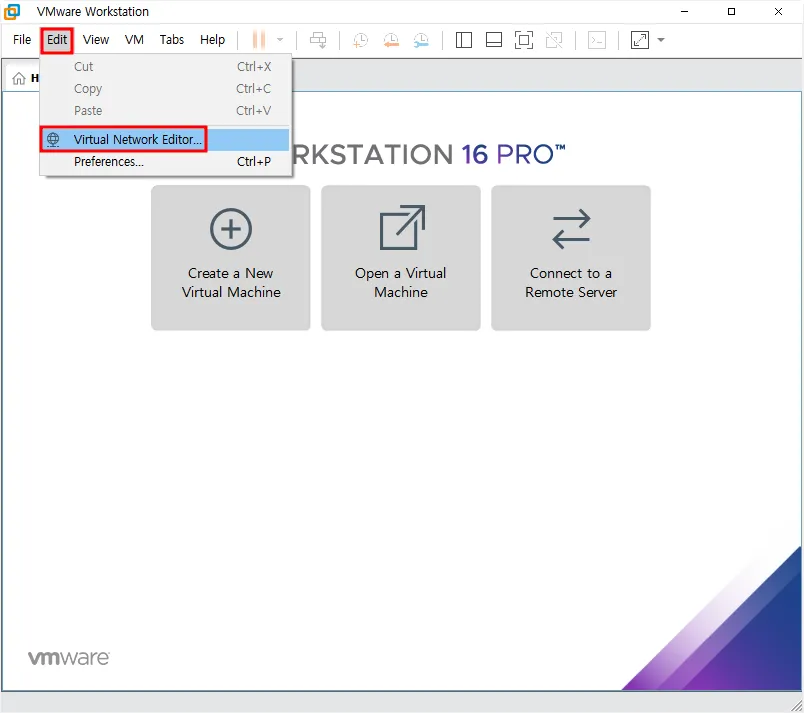 VMware Workstation
File Edit View VM Tabs Help
H
Cut Ctrl+X
Copy Ctrl+C
Paste Ctrl+V
Virtual Network Editor...
Preferences... Ctrl+P
RKSTATION 16 PRO™
Create a New
Virtual Machine
Open a Virtual
Machine
Connect to a
Remote Server
vmware